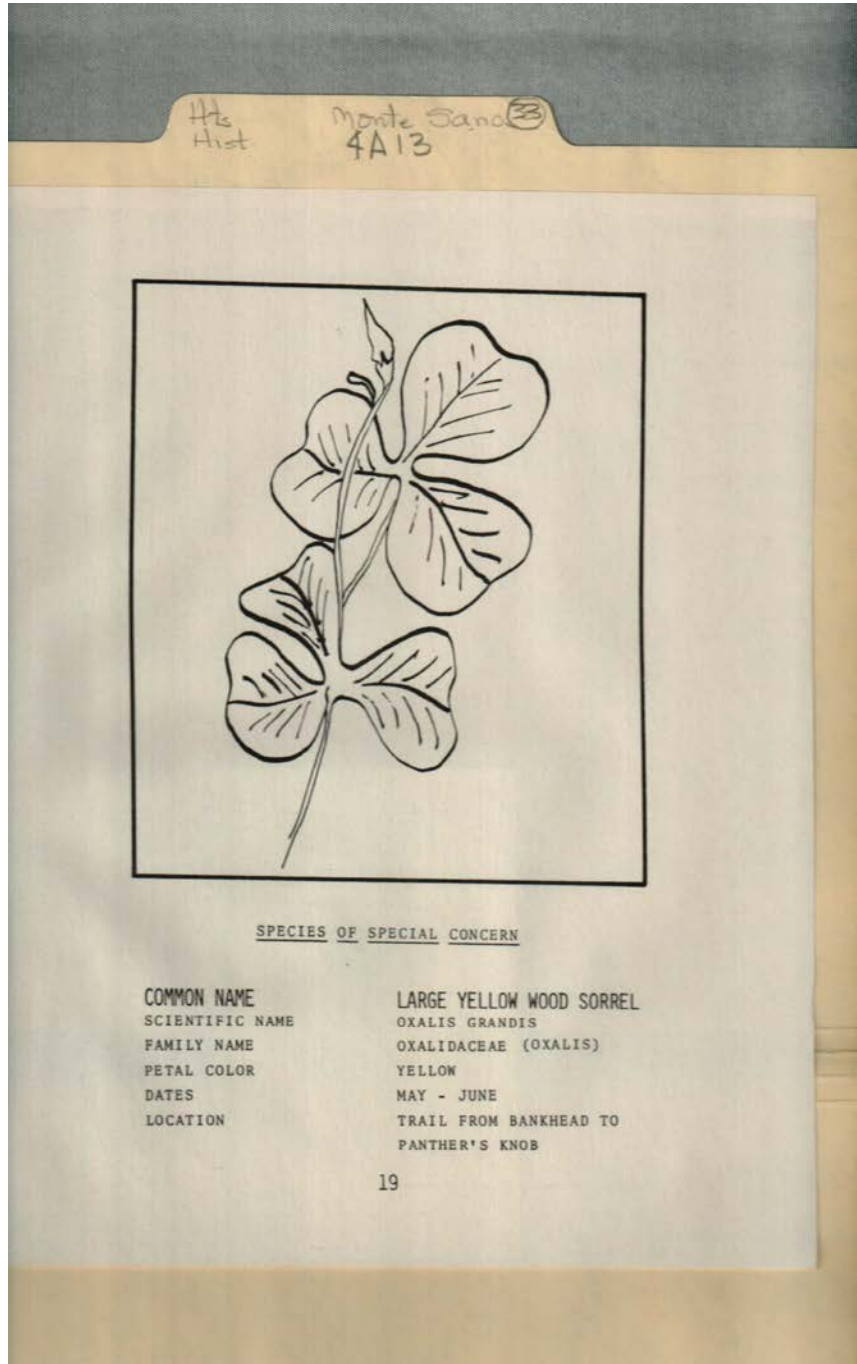 Hts Monte Sano 33
Hist 4A13
SPECIES OF SPECIAL CONCERN
COMMON NAME LARGE YELLOW WOOD SORREL
SCIENTIFIC NAME OXALIS GRANDIS
FAMILY NAME OXALIDACEAE (OXALIS)
PETAL COLOR YELLOW
DATES MAY - JUNE
LOCATION TRAIL FROM BANKHEAD TO
PANTHER'S KNOB
19